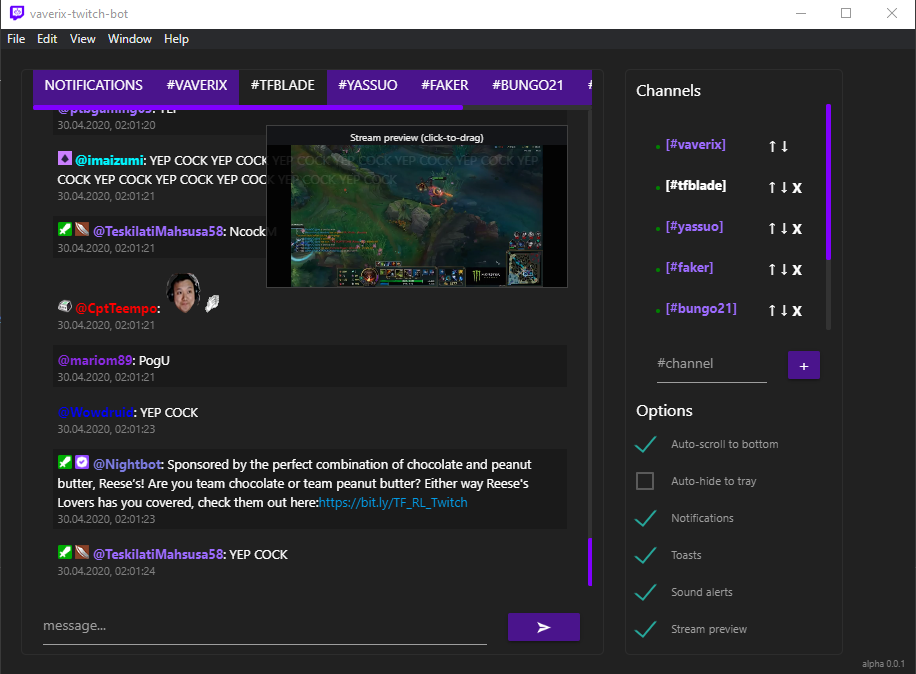 vaverix-twitch-bot
File Edit View Window Help
NOTIFICATIONS #VAVERIX #TFBLADE #YASSUO #FAKER #BUNGO21 #
30.04.2020, 02:01:20
Stream preview (click-to-drag)
@imaizumi: YEP COCK YEP COCK YEP COCK YEP COCK YEP COCK YEP
COCK YEP COCK YEP COCK YEP COCK YEP COCK
30.04.2020, 02:01:21
@TeskilatiMahsusa58: NcockM
30.04.2020, 02:01:21
@CptTeempo:
30.04.2020, 02:01:21
@mariom89: PogU
30.04.2020, 02:01:21
@Wowdruid: YEP COCK
30.04.2020, 02:01:23
@Nightbot: Sponsored by the perfect combination of chocolate and peanut
butter, Reese's! Are you team chocolate or team peanut butter? Either way Reese's
Lovers has you covered, check them out here:https://bit.ly/TF_RL_Twitch
30.04.2020, 02:01:23
@TeskilatiMahsusa58: YEP COCK
30.04.2020, 02:01:24
message...
Channels
[#vaverix] ↑ ↓
[#tfblade] ↑ ↓ X
[#yassuo] ↑ ↓ X
[#faker] ↑ ↓ X
[#bungo21] ↑ ↓ X
#channel +
Options
Auto-scroll to bottom
Auto-hide to tray
Notifications
Toasts
Sound alerts
Stream preview
alpha 0.0.1